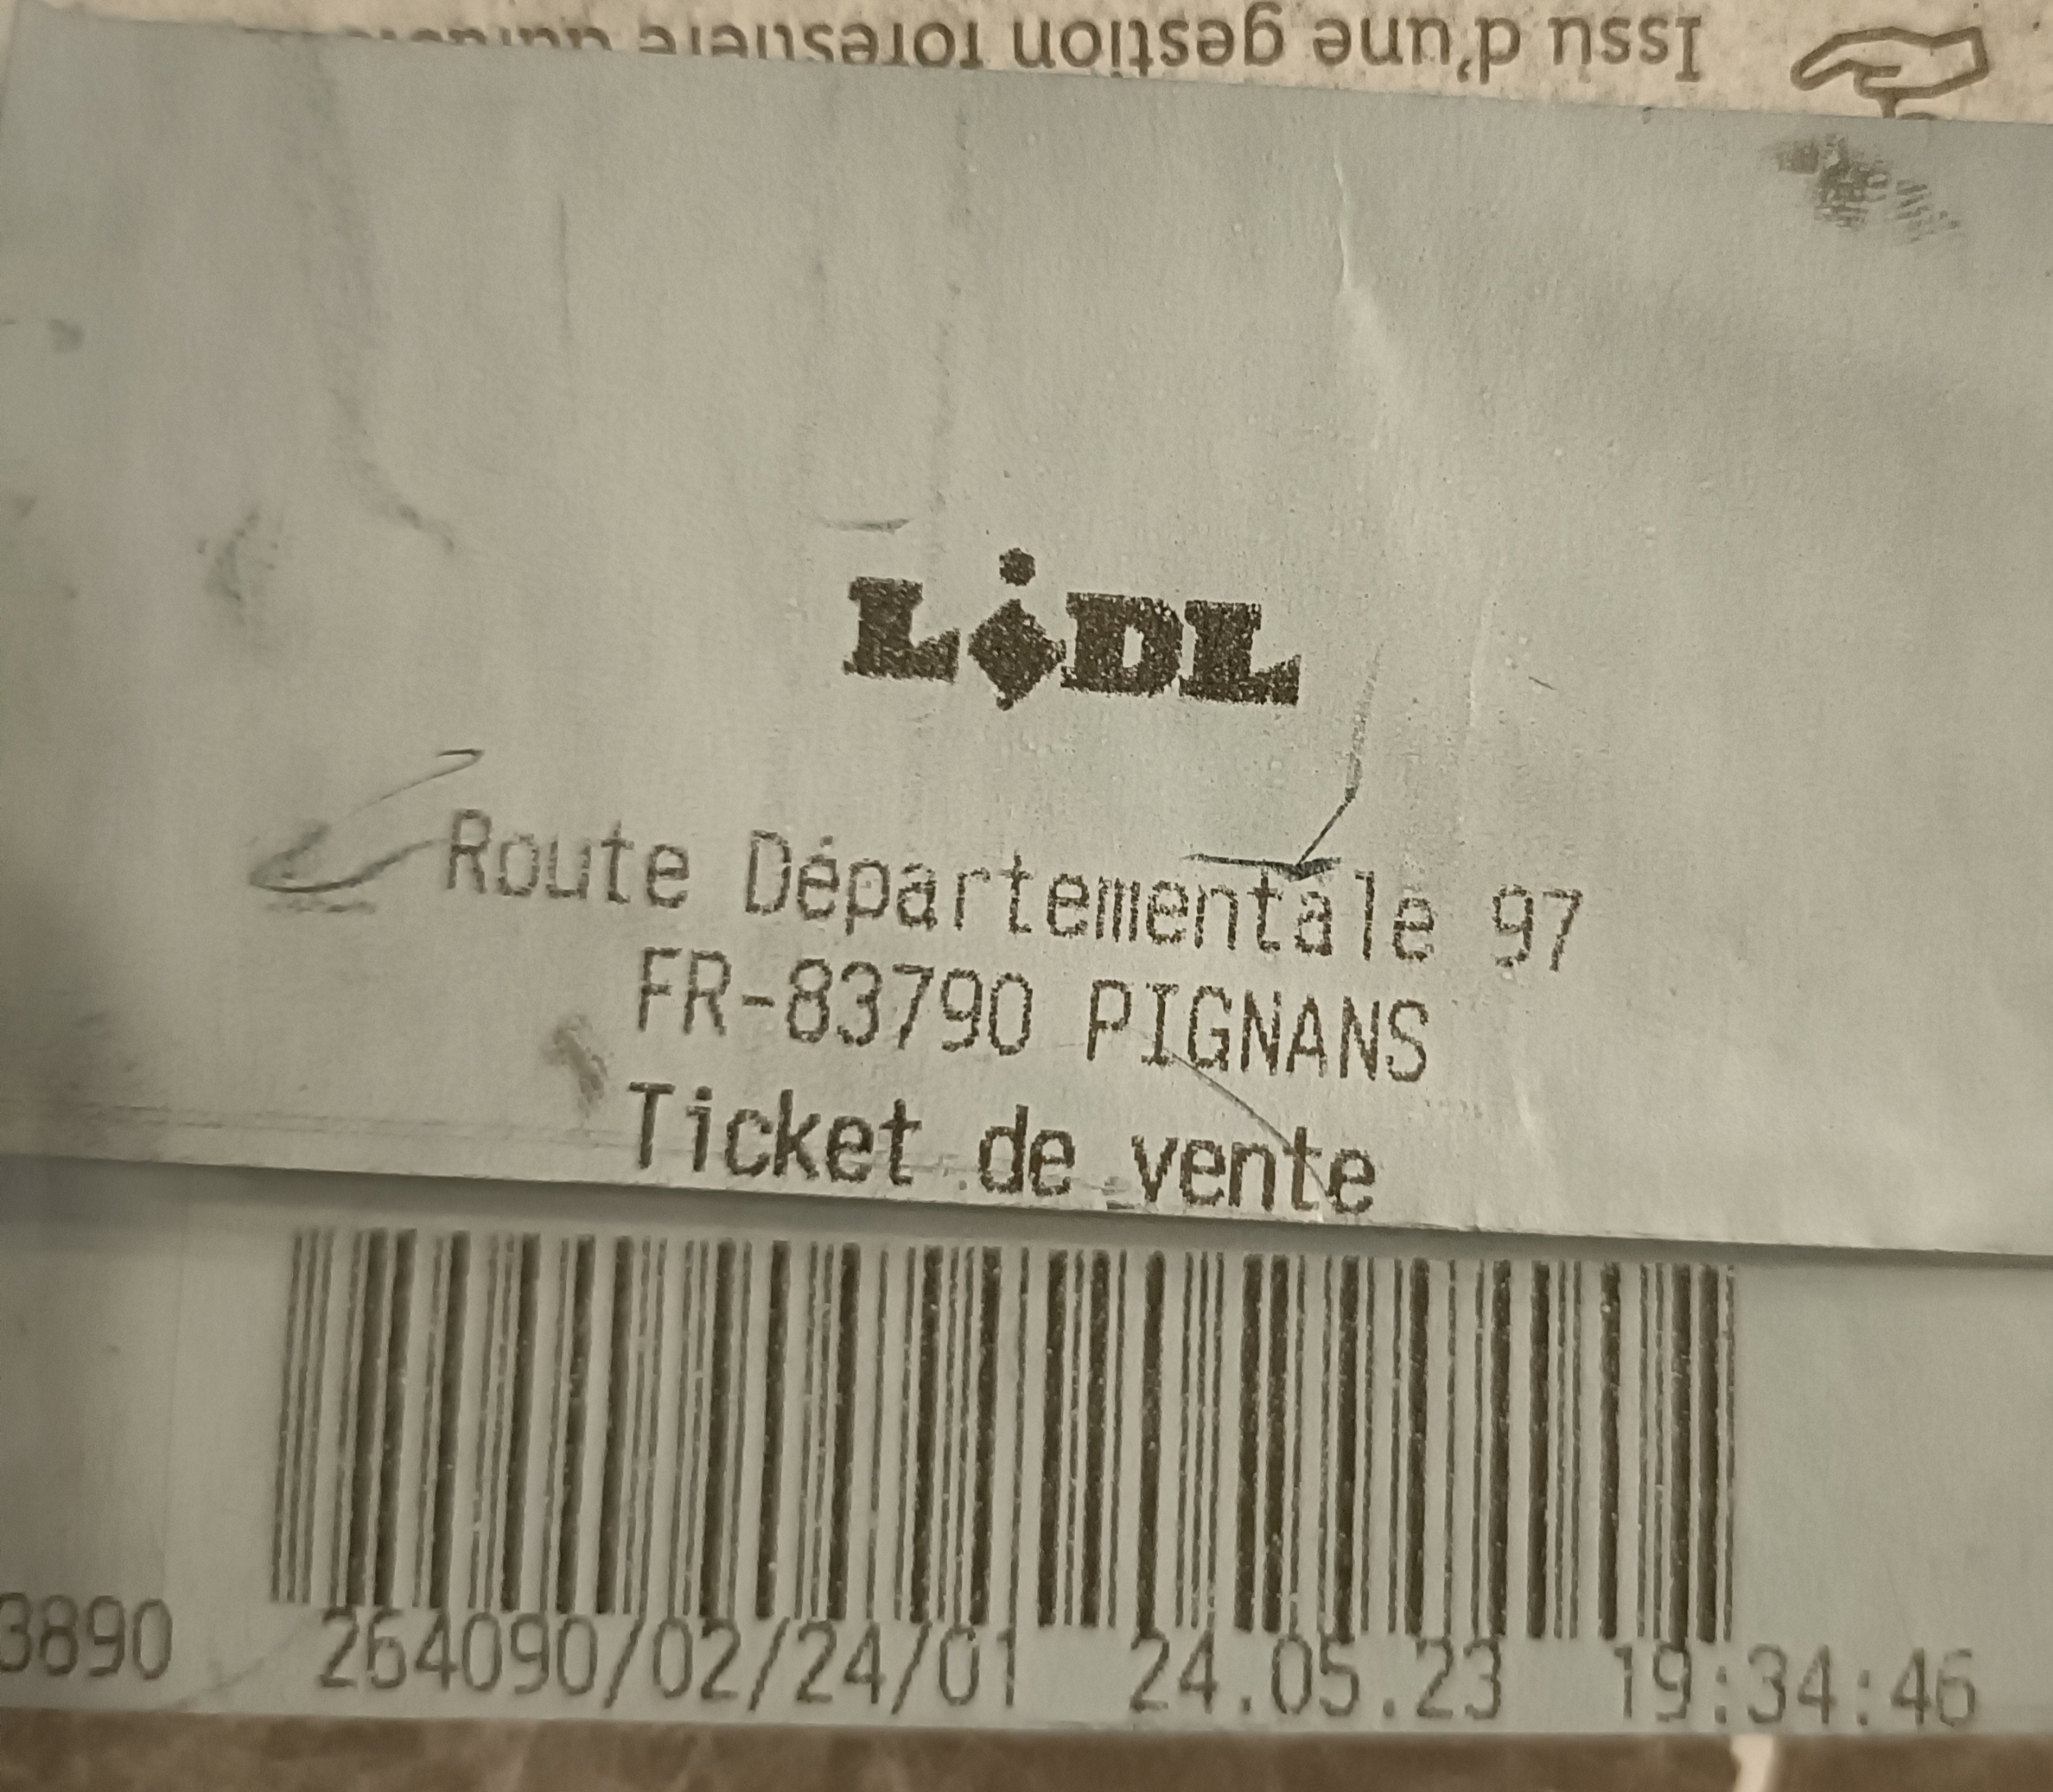 Issu d'une gestion forestière durable
LIDL
Route Départementale 97
FR-83790 PIGNANS
Ticket de vente
3890 264090/02/24/01 24.05.23 19:34:46